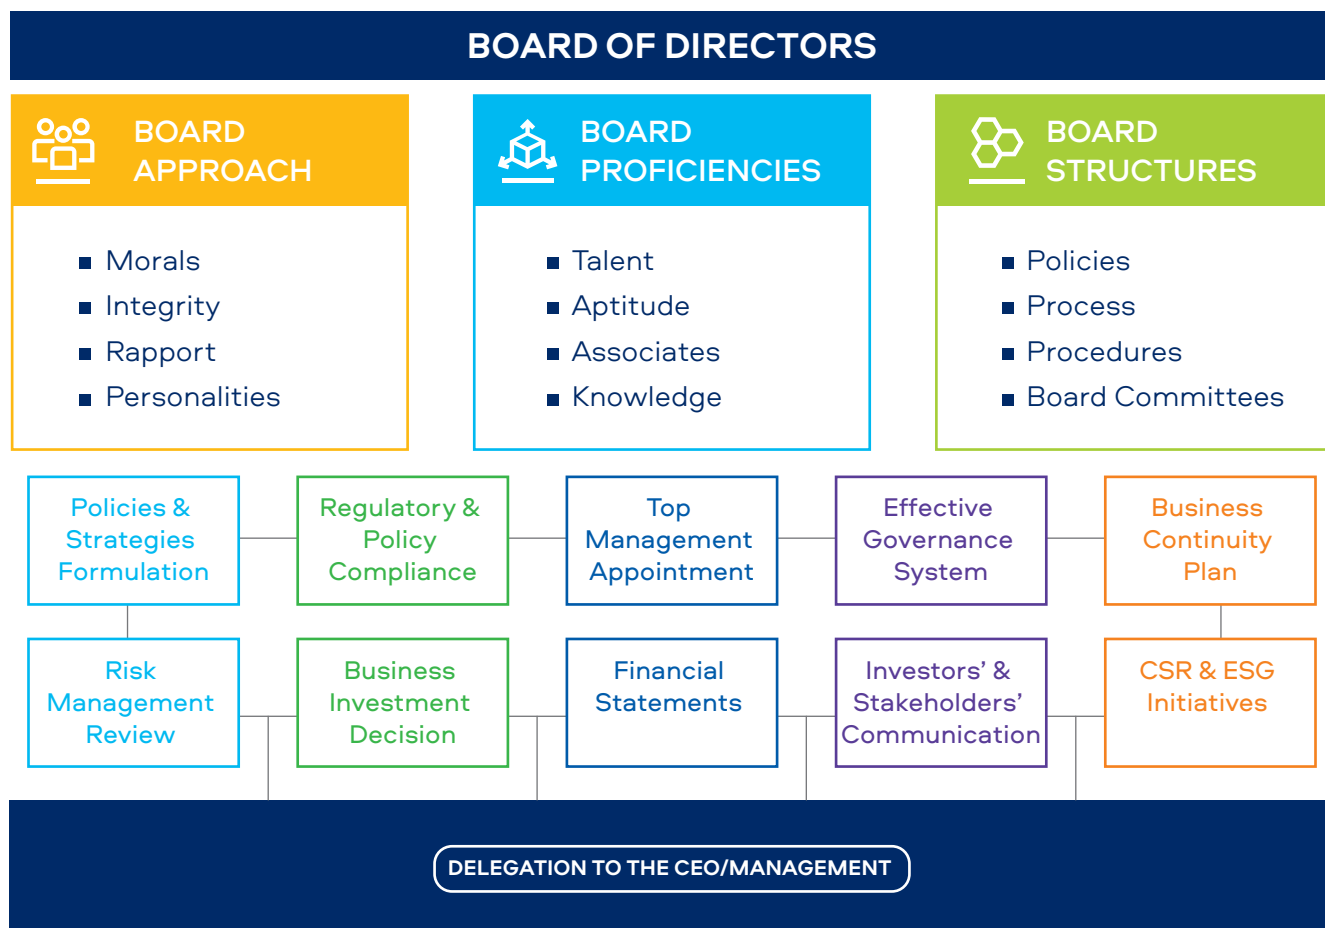 BOARD OF DIRECTORS
BOARD
APPROACH
Morals
Integrity
Rapport
Personalities
BOARD
PROFICIENCIES
Talent
Aptitude
Associates
Knowledge
BOARD
STRUCTURES
Policies
Process
Procedures
Board Committees
Policies &
Strategies
Formulation
Regulatory &
Policy
Compliance
Top
Management
Appointment
Effective
Governance
System
Business
Continuity
Plan
Risk
Management
Review
Business
Investment
Decision
Financial
Statements
Investors’ &
Stakeholders’
Communication
CSR & ESG
Initiatives
DELEGATION TO THE CEO/MANAGEMENT